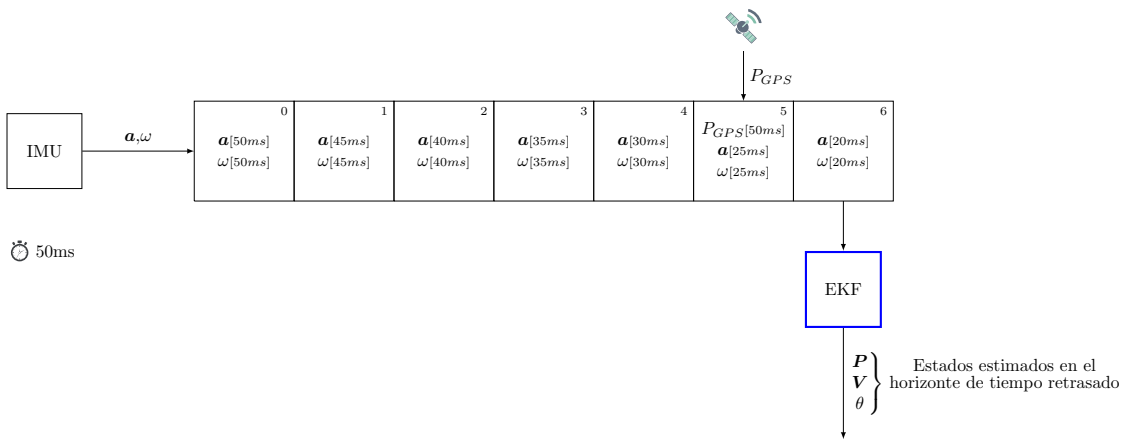 P_GPS
IMU
a,ω
0
a[50ms]
ω[50ms]
1
a[45ms]
ω[45ms]
2
a[40ms]
ω[40ms]
3
a[35ms]
ω[35ms]
4
a[30ms]
ω[30ms]
5
P_GPS[50ms]
a[25ms]
ω[25ms]
6
a[20ms]
ω[20ms]
50ms
EKF
P
V
θ
Estados estimados en el
horizonte de tiempo retrasado